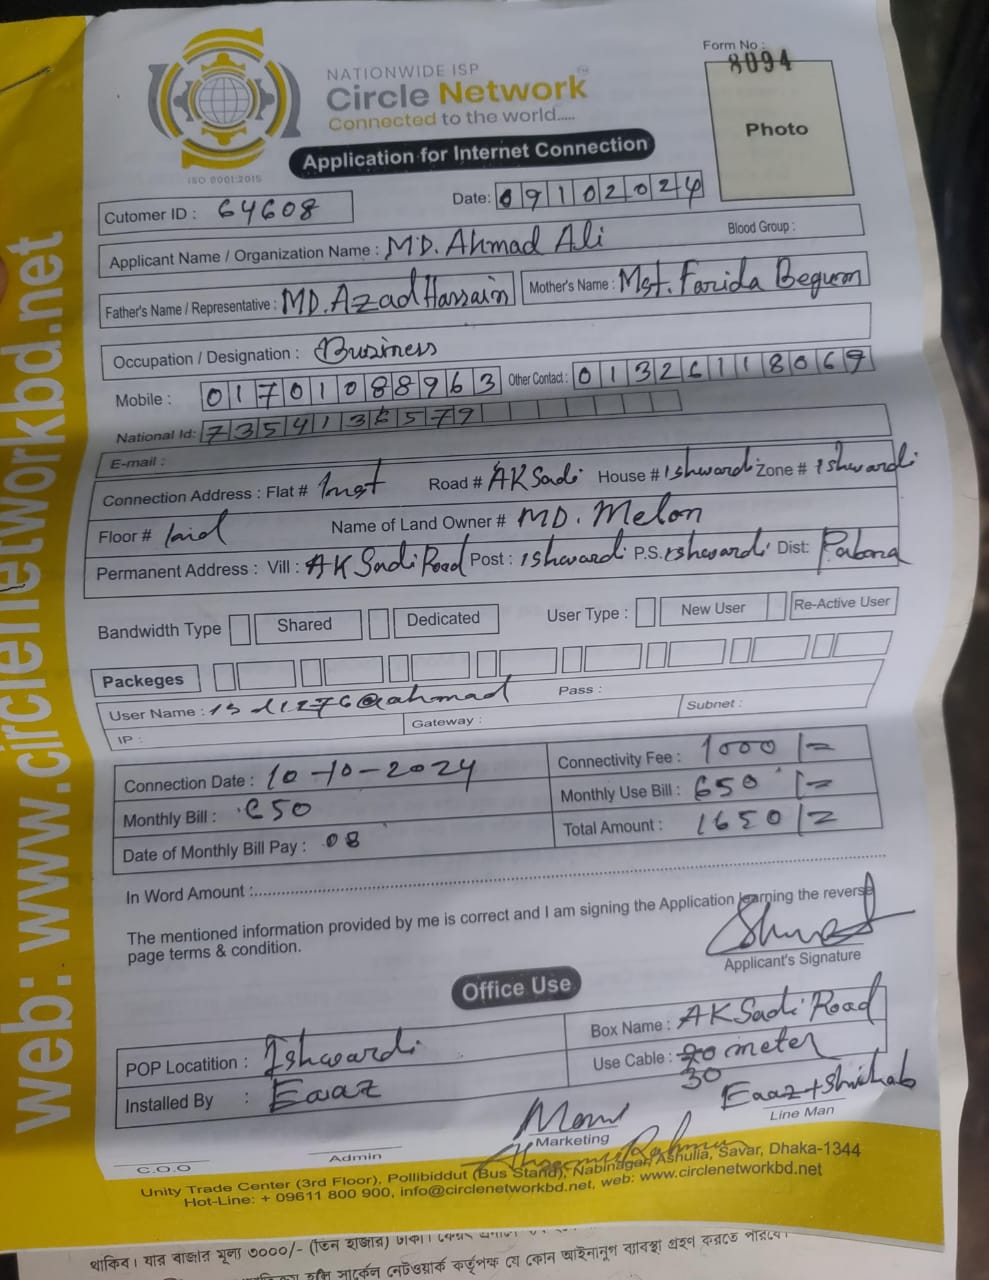 Form No :
8094
NATIONWIDE ISP
Circle Network
Connected to the world.....
ISO 9001:2015
Photo
Application for Internet Connection
Cutomer ID : 64608
Date: 09102024
Applicant Name / Organization Name : MD. Ahmad Ali Blood Group :
Father's Name / Representative : MD. Azad Hassain Mother's Name : Mst. Farida Begum
Occupation / Designation : Business
Mobile : 01701088963 Other Contact : 01326118069
National Id: 7354136579
E-mail :
Connection Address : Flat # Road # AK Sadi House # Ishwardi Zone # Ishwardi
Floor # Name of Land Owner # MD. Melon
Permanent Address : Vill : AK Sadi Road Post : Ishwardi P.S. Ishwardi Dist: Pabna
Bandwidth Type Shared Dedicated User Type : New User Re-Active User
Packeges
User Name : isd1276@ahmad Pass :
IP : Gateway : Subnet :
Connection Date : 10-10-2024 Connectivity Fee : 1000/=
Monthly Bill : 650 Monthly Use Bill : 650 /=
Date of Monthly Bill Pay : 08 Total Amount : 1650/=
In Word Amount :
The mentioned information provided by me is correct and I am signing the Application learning the reverse
page terms & condition.
Applicant's Signature
Office Use
POP Locatition : Ishwardi Box Name : AK Sadi Road
Installed By : Eaaz Use Cable : meter
30
Eaaz + Shihab
C.O.O Admin Marketing Line Man
Unity Trade Center (3rd Floor), Pollibiddut (Bus Stand), Nabinagar, Ashulia, Savar, Dhaka-1344
Hot-Line: + 09611 800 900, info@circlenetworkbd.net, web: www.circlenetworkbd.net
web: www.circlenetworkbd.net
থাকিব। যার বাজার মূল্য ৩০০০/- (তিন হাজার) টাকা।
সার্কেল নেটওয়ার্ক কর্তৃপক্ষ যে কোন আইনানুগ ব্যবস্থা গ্রহণ করতে পারবে।